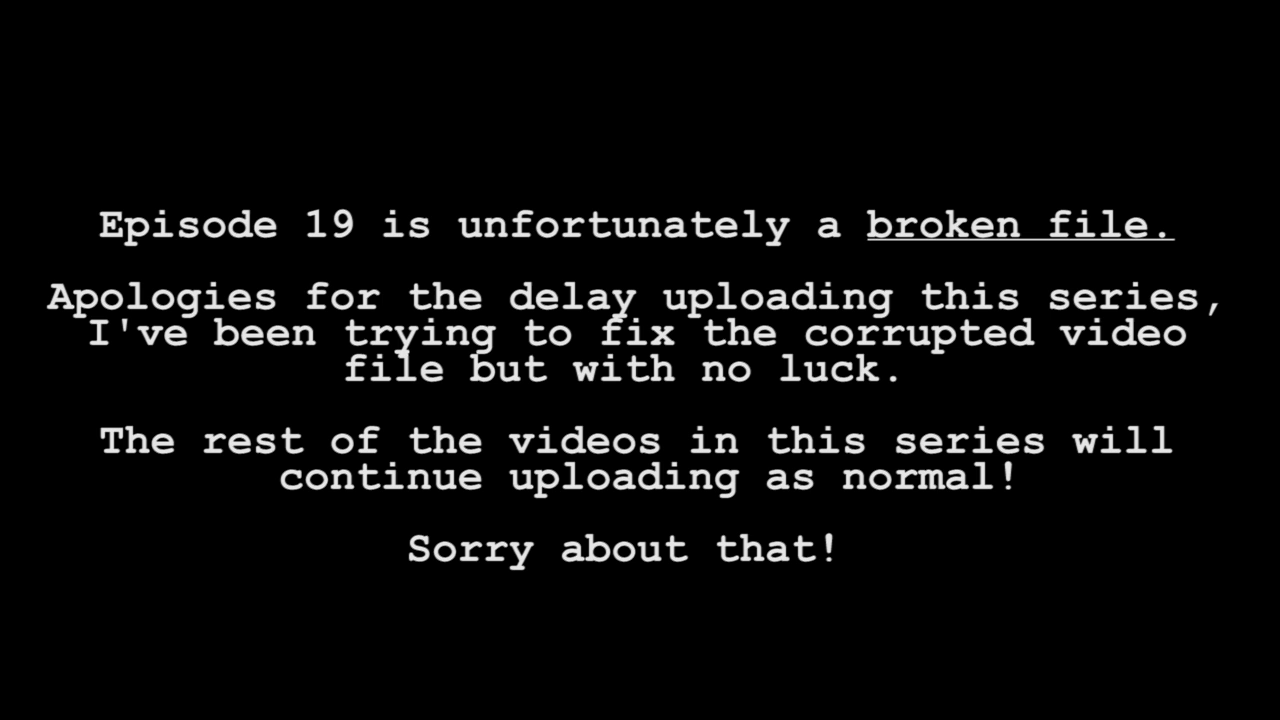 Episode 19 is unfortunately a broken file.
Apologies for the delay uploading this series,
I've been trying to fix the corrupted video
file but with no luck.
The rest of the videos in this series will
continue uploading as normal!
Sorry about that!